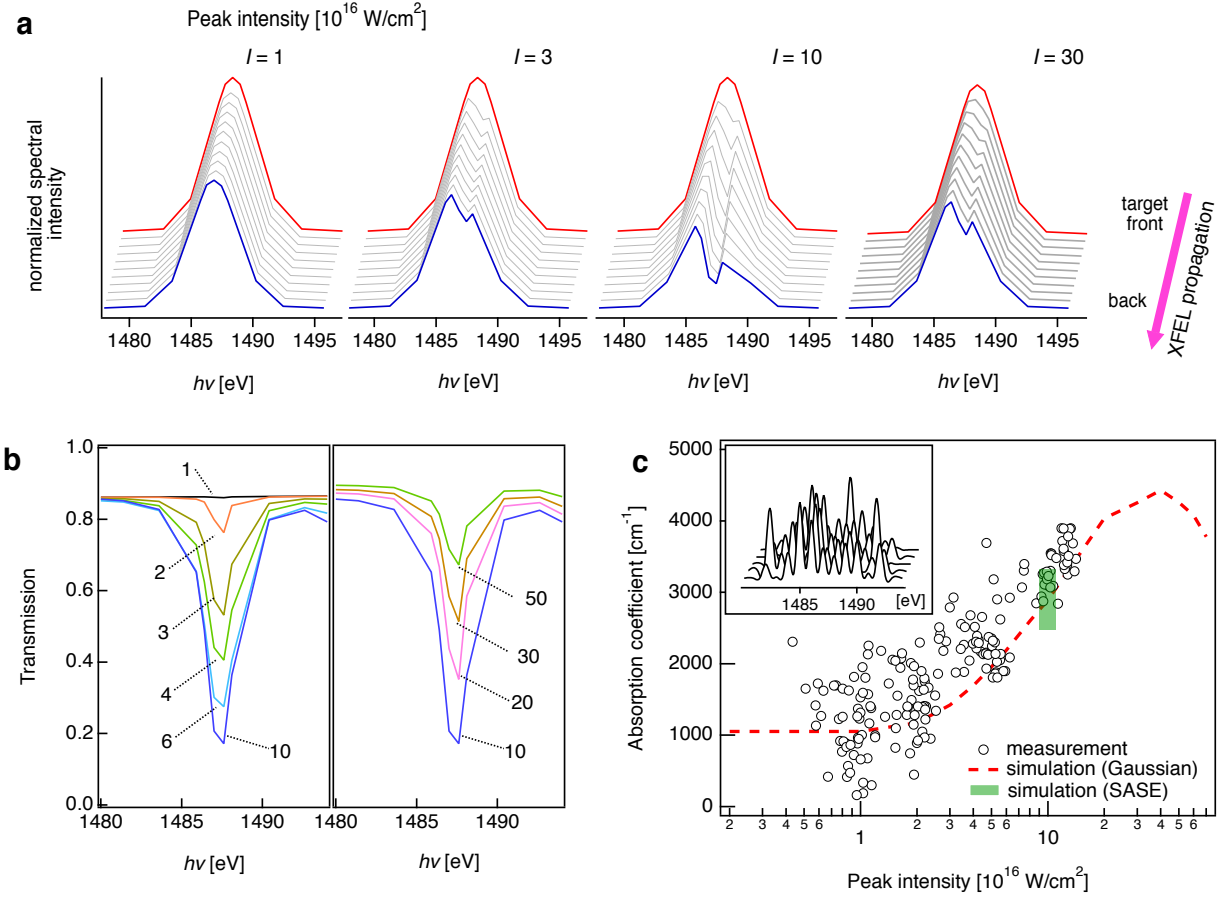 a
Peak intensity [10^16 W/cm^2]
I = 1
I = 3
I = 10
I = 30
normalized spectral
intensity
target
front
back
XFEL propagation
1480 1485 1490 1495
1480 1485 1490 1495
1480 1485 1490 1495
1480 1485 1490 1495
hν [eV]
hν [eV]
hν [eV]
hν [eV]
b
Transmission
1.0
0.8
0.6
0.4
0.2
0.0
1
2
3
4
6
10
50
30
20
10
1480 1485 1490
1480 1485 1490
hν [eV]
hν [eV]
c
Absorption coefficient [cm^-1]
5000
4000
3000
2000
1000
0
1485 1490 [eV]
measurement
simulation (Gaussian)
simulation (SASE)
2 3 4 5 6 1 2 3 4 5 6 10 2 3 4 5 6
Peak intensity [10^16 W/cm^2]